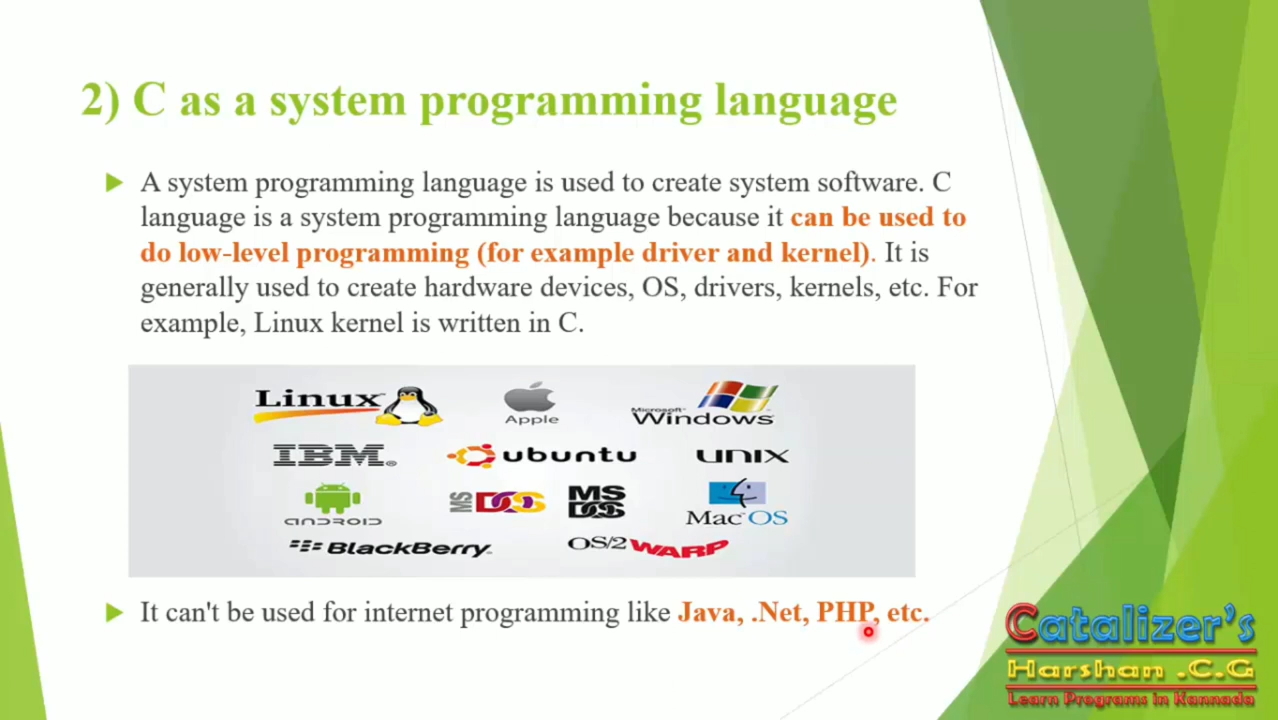 2) C as a system programming language
A system programming language is used to create system software. C
language is a system programming language because it can be used to
do low-level programming (for example driver and kernel). It is
generally used to create hardware devices, OS, drivers, kernels, etc. For
example, Linux kernel is written in C.
Linux
Apple
Microsoft Windows
IBM
ubuntu
UNIX
ANDROID
MS DOS
MS DOS
Mac OS
BlackBerry
OS/2 WARP
It can't be used for internet programming like Java, .Net, PHP, etc.
Catalizer's
Harshan .C.G
Learn Programs in Kannada